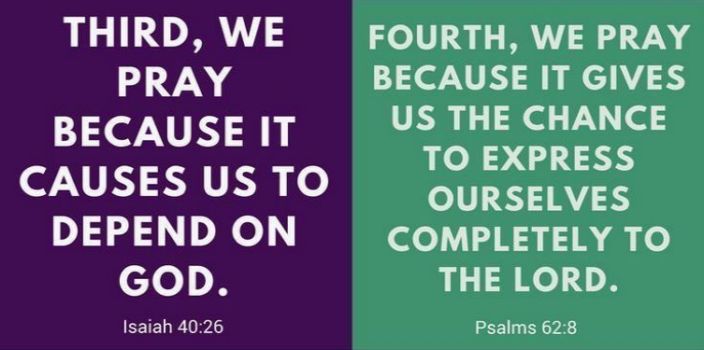 THIRD, WE
PRAY
BECAUSE IT
CAUSES US TO
DEPEND ON
GOD.
Isaiah 40:26
FOURTH, WE PRAY
BECAUSE IT GIVES
US THE CHANCE
TO EXPRESS
OURSELVES
COMPLETELY TO
THE LORD.
Psalms 62:8